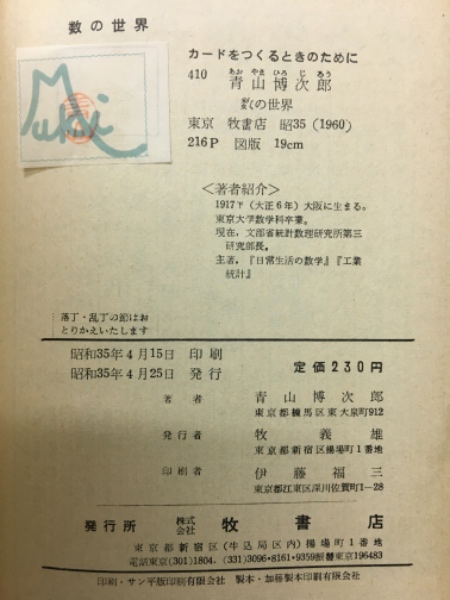 数の世界
Muki
カードをつくるときのために
410 青山博次郎
あおやまひろじろう
数の世界
東京 牧書店 昭35(1960)
216P 図版 19cm
<著者紹介>
1917年(大正6年)大阪に生まる。
東京大学数学科卒業。
現在,文部省統計数理研究所第三
研究部長。
主著,『日常生活の数学』『工業
統計』
落丁・乱丁の節はお
とりかえいたします
昭和35年4月15日 印刷
昭和35年4月25日 発行
定価230円
著者 青山博次郎
東京都練馬区東大泉町912
発行者 牧義雄
東京都新宿区揚場町1番地
印刷者 伊藤福三
東京都江東区深川佐賀町1-28
発行所 株式会社 牧書店
東京都新宿区(牛込局区内)揚場町1番地
電話東京(301)1804.(331)3096・8161・9359振替東京196483
印刷・サン平版印刷有限会社 製本・加藤製本印刷有限会社